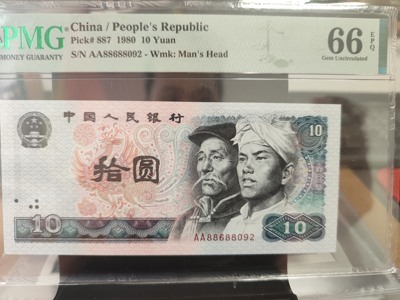 PMG
MONEY GUARANTY
China / People's Republic
Pick# 887 1980 10 Yuan
S/N AA88688092 - Wmk: Man's Head
66 EPQ
Gem Uncirculated
中国人民银行
10
拾圆
10
AA88688092
10